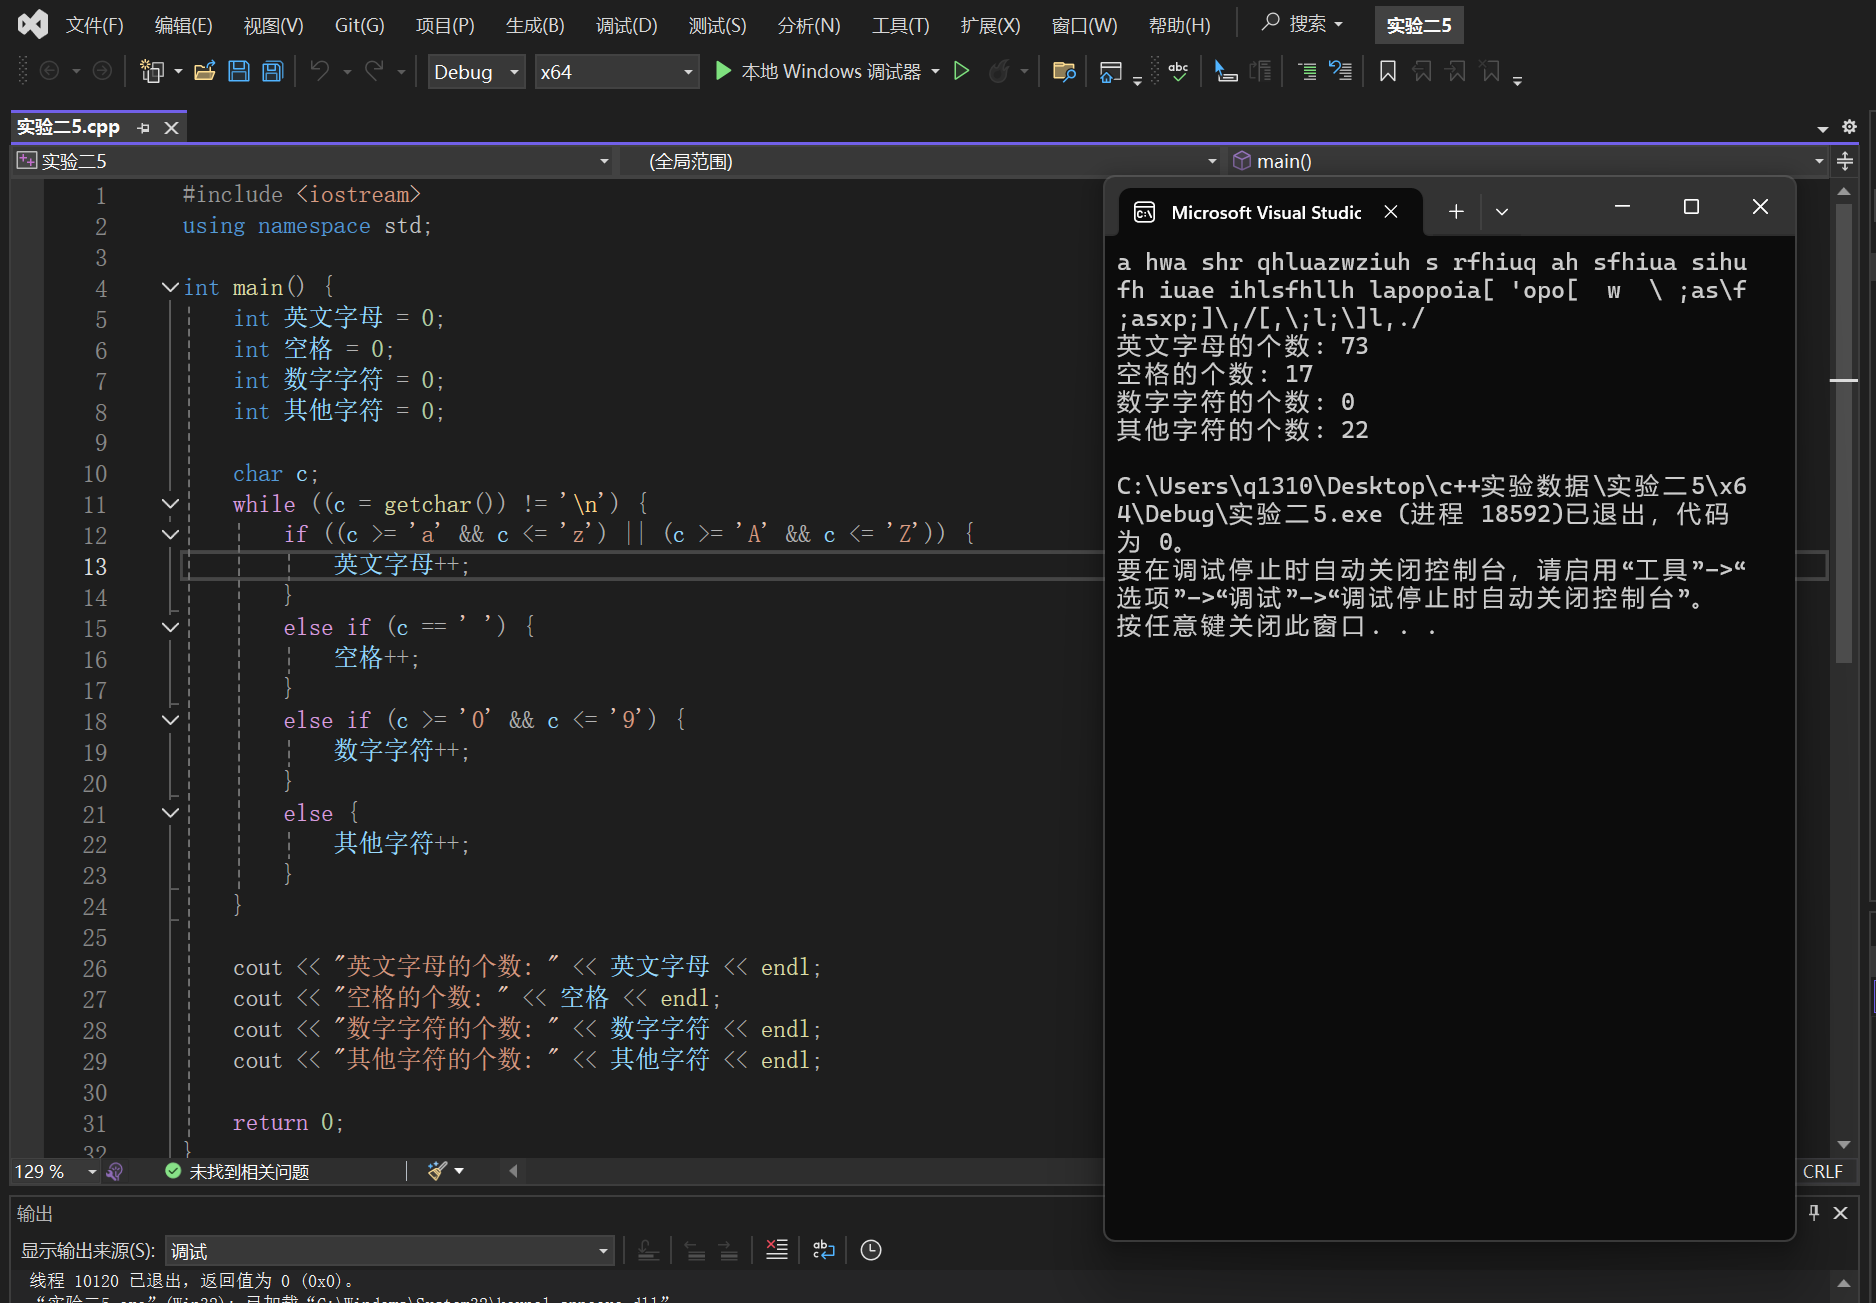 文件(F) 编辑(E) 视图(V) Git(G) 项目(P) 生成(B) 调试(D) 测试(S) 分析(N) 工具(T) 扩展(X) 窗口(W) 帮助(H) 搜索 实验二5
Debug x64 本地 Windows 调试器
实验二5.cpp
实验二5 (全局范围) main()
1 #include <iostream>
2 using namespace std;
3
4 int main() {
5 int 英文字母 = 0;
6 int 空格 = 0;
7 int 数字字符 = 0;
8 int 其他字符 = 0;
9
10 char c;
11 while ((c = getchar()) != '\n') {
12 if ((c >= 'a' && c <= 'z') || (c >= 'A' && c <= 'Z')) {
13 英文字母++;
14 }
15 else if (c == ' ') {
16 空格++;
17 }
18 else if (c >= '0' && c <= '9') {
19 数字字符++;
20 }
21 else {
22 其他字符++;
23 }
24 }
25
26 cout << "英文字母的个数: " << 英文字母 << endl;
27 cout << "空格的个数: " << 空格 << endl;
28 cout << "数字字符的个数: " << 数字字符 << endl;
29 cout << "其他字符的个数: " << 其他字符 << endl;
30
31 return 0;
32 }
Microsoft Visual Studic
a hwa shr qhluazwziuh s rfhiuq ah sfhiua sihu
fh iuae ihlsfhllh lapopoia[ 'opo[  w  \ ;as\f
;asxp;]\,/[,\;l;\]l,./
英文字母的个数: 73
空格的个数: 17
数字字符的个数: 0
其他字符的个数: 22
C:\Users\q1310\Desktop\c++实验数据\实验二5\x6
4\Debug\实验二5.exe (进程 18592)已退出，代码
为 0。
要在调试停止时自动关闭控制台，请启用“工具”->“
选项”->“调试”->“调试停止时自动关闭控制台”。
按任意键关闭此窗口. . .
129 % 未找到相关问题 CRLF
输出
显示输出来源(S): 调试
线程 10120 已退出，返回值为 0 (0x0)。